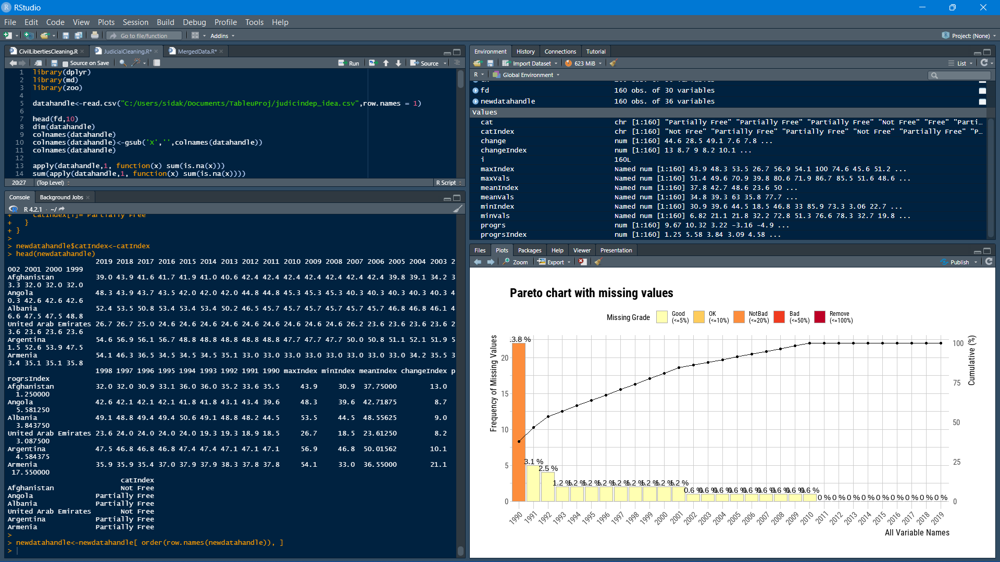 RStudio
File Edit Code View Plots Session Build Debug Profile Tools Help
Go to file/function Addins Project: (None)
CivilLibertiesCleaning.R JudicialCleaning.R* MergedData.R*
Source on Save Run Source
1 library(dplyr)
2 library(md)
3 library(zoo)
4
5 datahandle<-read.csv("C:/Users/sidak/Documents/TableuProj/judicindep_idea.csv",row.names = 1)
6
7 head(fd,10)
8 dim(datahandle)
9 colnames(datahandle)
10 colnames(datahandle)<-gsub('X','',colnames(datahandle))
11 colnames(datahandle)
12
13 apply(datahandle,1, function(x) sum(is.na(x)))
14 sum(apply(datahandle,1, function(x) sum(is.na(x))))
20:27 (Top Level) R Script
Console Background Jobs
R 4.2.1 · ~/
+ catIndex[i]= Partially Free
+ }
+ }
>
> newdatahandle$catIndex<-catIndex
> head(newdatahandle)
2019 2018 2017 2016 2015 2014 2013 2012 2011 2010 2009 2008 2007 2006 2005 2004 2003 2
002 2001 2000 1999
Afghanistan 39.0 43.9 41.6 41.7 41.9 41.0 40.6 42.4 42.4 42.4 42.4 42.4 42.4 42.4 39.8 39.1 34.2 3
3.3 32.0 32.0 32.0
Angola 48.3 43.9 43.7 43.5 42.0 42.0 42.0 44.8 44.8 45.3 45.3 45.3 40.3 40.3 40.3 40.3 40.3 4
0.3 42.6 42.6 42.6
Albania 52.4 53.5 50.8 53.4 53.4 53.4 50.2 46.5 45.7 45.7 45.7 45.7 45.7 45.7 46.8 46.8 46.1 4
6.6 47.5 47.5 48.8
United Arab Emirates 26.7 26.7 25.0 24.6 24.6 24.6 24.6 24.6 24.6 24.6 24.6 24.6 26.2 23.6 23.6 23.6 23.6 2
3.6 23.6 23.6 23.6
Argentina 54.6 56.9 56.1 56.7 48.8 48.8 48.8 48.8 48.8 47.7 47.7 47.7 50.0 50.8 51.1 52.1 51.9 5
1.5 52.6 53.9 47.5
Armenia 54.1 46.3 36.5 34.5 34.5 34.5 35.1 33.0 33.0 33.0 33.0 33.0 33.0 33.0 33.0 34.2 35.5 3
3.4 35.1 35.1 35.8
1998 1997 1996 1995 1994 1993 1992 1991 1990 maxIndex minIndex meanIndex changeIndex p
rogrsIndex
Afghanistan 32.0 32.0 30.9 33.1 36.0 36.0 35.2 33.6 35.5 43.9 30.9 37.75000 13.0
1.250000
Angola 42.6 42.1 42.1 42.1 41.8 41.8 43.1 43.4 39.6 48.3 39.6 42.71875 8.7
5.581250
Albania 49.1 48.8 49.4 49.4 50.6 49.1 48.8 48.2 44.5 53.5 44.5 48.55625 9.0
3.843750
United Arab Emirates 23.6 24.0 24.0 24.0 24.0 19.3 19.3 18.9 18.5 26.7 18.5 23.61250 8.2
3.087500
Argentina 47.5 46.8 46.8 46.8 47.4 47.4 47.1 47.1 47.1 56.9 46.8 50.01562 10.1
4.584375
Armenia 35.9 35.9 35.4 37.0 37.9 37.9 38.3 37.8 37.8 54.1 33.0 36.55000 21.1
17.550000
catIndex
Afghanistan Not Free
Angola Partially Free
Albania Partially Free
United Arab Emirates Not Free
Argentina Partially Free
Armenia Partially Free
>
> newdatahandle<-newdatahandle[ order(row.names(newdatahandle)), ]
>
Environment History Connections Tutorial
Import Dataset 623 MiB List
R Global Environment
fd 160 obs. of 30 variables
newdatahandle 160 obs. of 36 variables
Values
cat chr [1:160] "Partially Free" "Partially Free" "Partially Free" "Not Free" "Free" "Parti…
catIndex chr [1:160] "Not Free" "Partially Free" "Partially Free" "Not Free" "Partially Free" "P…
change num [1:160] 44.6 28.5 49.1 7.6 7.8 ...
changeIndex num [1:160] 13 8.7 9 8.2 10.1 ...
i 160L
maxIndex Named num [1:160] 43.9 48.3 53.5 26.7 56.9 54.1 100 74.6 45.6 51.2 ...
maxVals Named num [1:160] 51.4 49.6 70.9 39.8 80.6 71.9 86.7 85.5 51.6 48.6 ...
meanIndex Named num [1:160] 37.8 42.7 48.6 23.6 50 ...
meanVals Named num [1:160] 34.8 39.3 63 35.8 77.7 ...
minIndex Named num [1:160] 30.9 39.6 44.5 18.5 46.8 33 85.9 73.3 3.06 22.7 ...
minVals Named num [1:160] 6.82 21.1 21.8 32.2 72.8 51.3 76.6 78.3 32.7 19.8 ...
progrs num [1:160] 9.67 10.32 3.22 -3.16 -4.9 ...
progrsIndex num [1:160] 1.25 5.58 3.84 3.09 4.58 ...
Files Plots Packages Help Viewer Presentation
Zoom Export Publish
Pareto chart with missing values
Missing Grade Good (<=5%) OK (<=10%) NotBad (<=20%) Bad (<=50%) Remove (<=100%)
Frequency of Missing Values
20
15
10
5
0
3.8 %
3.1 %
2.5 %
1.2 % 1.2 % 1.2 % 1.2 % 1.2 % 1.2 % 1.2 % 1.2 % 1.2 %
0.6 % 0.6 % 0.6 % 0.6 % 0.6 % 0.6 % 0.6 % 0.6 % 0.6 %
0 % 0 % 0 % 0 % 0 % 0 % 0 % 0 % 0 %
Cumulative (%)
100
75
50
25
0
1990 1991 1992 1993 1994 1995 1996 1997 1998 1999 2000 2001 2002 2003 2004 2005 2006 2007 2008 2009 2010 2011 2012 2013 2014 2015 2016 2017 2018 2019
All Variable Names